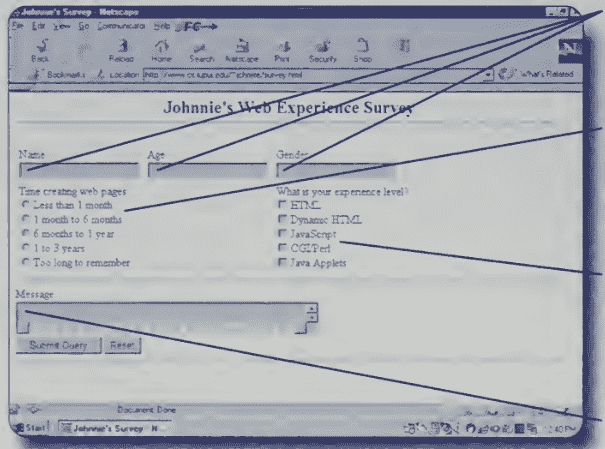 Johnnie's Survey - Netscape
File Edit View Go Communicator Help
Back Reload Home Search Netscape Print Security Shop
Bookmarks Location What's Related
Johnnie's Web Experience Survey
Name Age Gender
Time creating web pages What is your experience level?
Less than 1 month HTML
1 month to 6 months Dynamic HTML
6 months to 1 year JavaScript
1 to 3 years CGI/Perl
Too long to remember Java Applets
Message
Submit Query Reset
Document Done
Start Johnnie's Survey - N